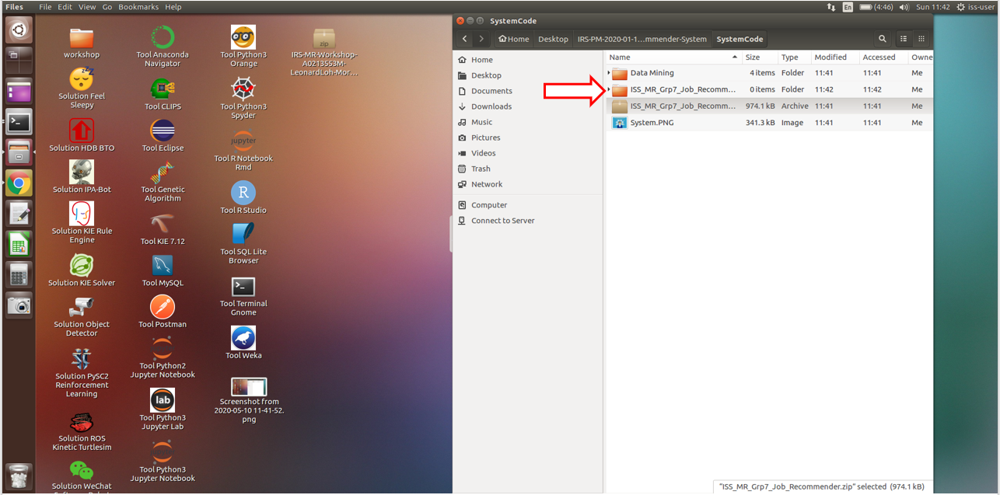 Files File Edit View Go Bookmarks Help En (4:46) Sun 11:42 iss-user
workshop
Solution Feel
Sleepy
Solution HDB BTO
Solution IPA-Bot
Solution KIE Rule
Engine
Solution KIE Solver
Solution Object
Detector
Solution PySC2
Reinforcement
Learning
Solution ROS
Kinetic Turtlesim
Solution WeChat
Tool Anaconda
Navigator
Tool CLIPS
Tool Eclipse
Tool Genetic
Algorithm
Tool KIE 7.12
Tool MySQL
Tool Postman
Tool Python2
Jupyter Notebook
lab
Tool Python3
Jupyter Lab
Tool Python3
Jupyter Notebook
Tool Python3
Orange
Tool Python3
Spyder
jupyter
Tool R Notebook
Rmd
R
Tool R Studio
Tool SQL Lite
Browser
Tool Terminal
Gnome
Tool Weka
Screenshot from
2020-05-10 11-41-52.
png
zip
IRS-MR-Workshop-
A0213553M-
LeonardLoh-Mor...
SystemCode
Home Desktop IRS-PM-2020-01-1...mmender-System SystemCode
Home
Desktop
Documents
Downloads
Music
Pictures
Videos
Trash
Network
Computer
Connect to Server
Name Size Type Modified Accessed Owne
Data Mining 4 items Folder 11:41 11:41 Me
ISS_MR_Grp7_Job_Recomm... 0 items Folder 11:42 11:42 Me
ISS_MR_Grp7_Job_Recomm... 974.1 kB Archive 11:41 11:41 Me
System.PNG 341.3 kB Image 11:41 11:41 Me
"ISS_MR_Grp7_Job_Recommender.zip" selected (974.1 kB)